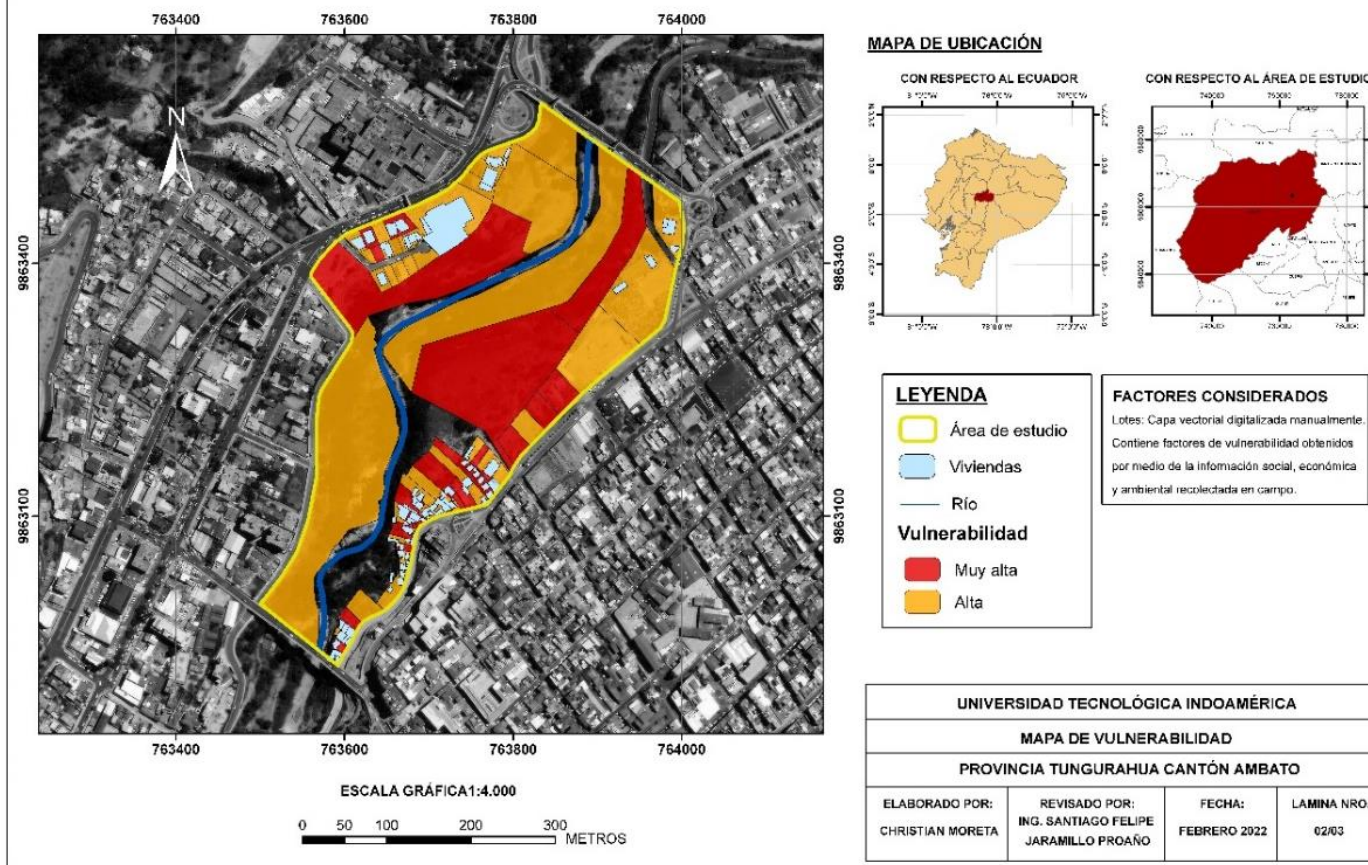 763400 763600 763800 764000
9863400 9863400
9863100 9863100
N
763400 763600 763800 764000
ESCALA GRÁFICA1:4.000
0 50 100 200 300
METROS
MAPA DE UBICACIÓN
CON RESPECTO AL ECUADOR
CON RESPECTO AL ÁREA DE ESTUDIO
LEYENDA
Área de estudio
Viviendas
Río
Vulnerabilidad
Muy alta
Alta
FACTORES CONSIDERADOS
Lotes: Capa vectorial digitalizada manualmente.
Contiene factores de vulnerabilidad obtenidos
por medio de la información social, económica
y ambiental recolectada en campo.
UNIVERSIDAD TECNOLÓGICA INDOAMÉRICA
MAPA DE VULNERABILIDAD
PROVINCIA TUNGURAHUA CANTÓN AMBATO
ELABORADO POR:
CHRISTIAN MORETA
REVISADO POR:
ING. SANTIAGO FELIPE
JARAMILLO PROAÑO
FECHA:
FEBRERO 2022
LAMINA NRO.
02/03